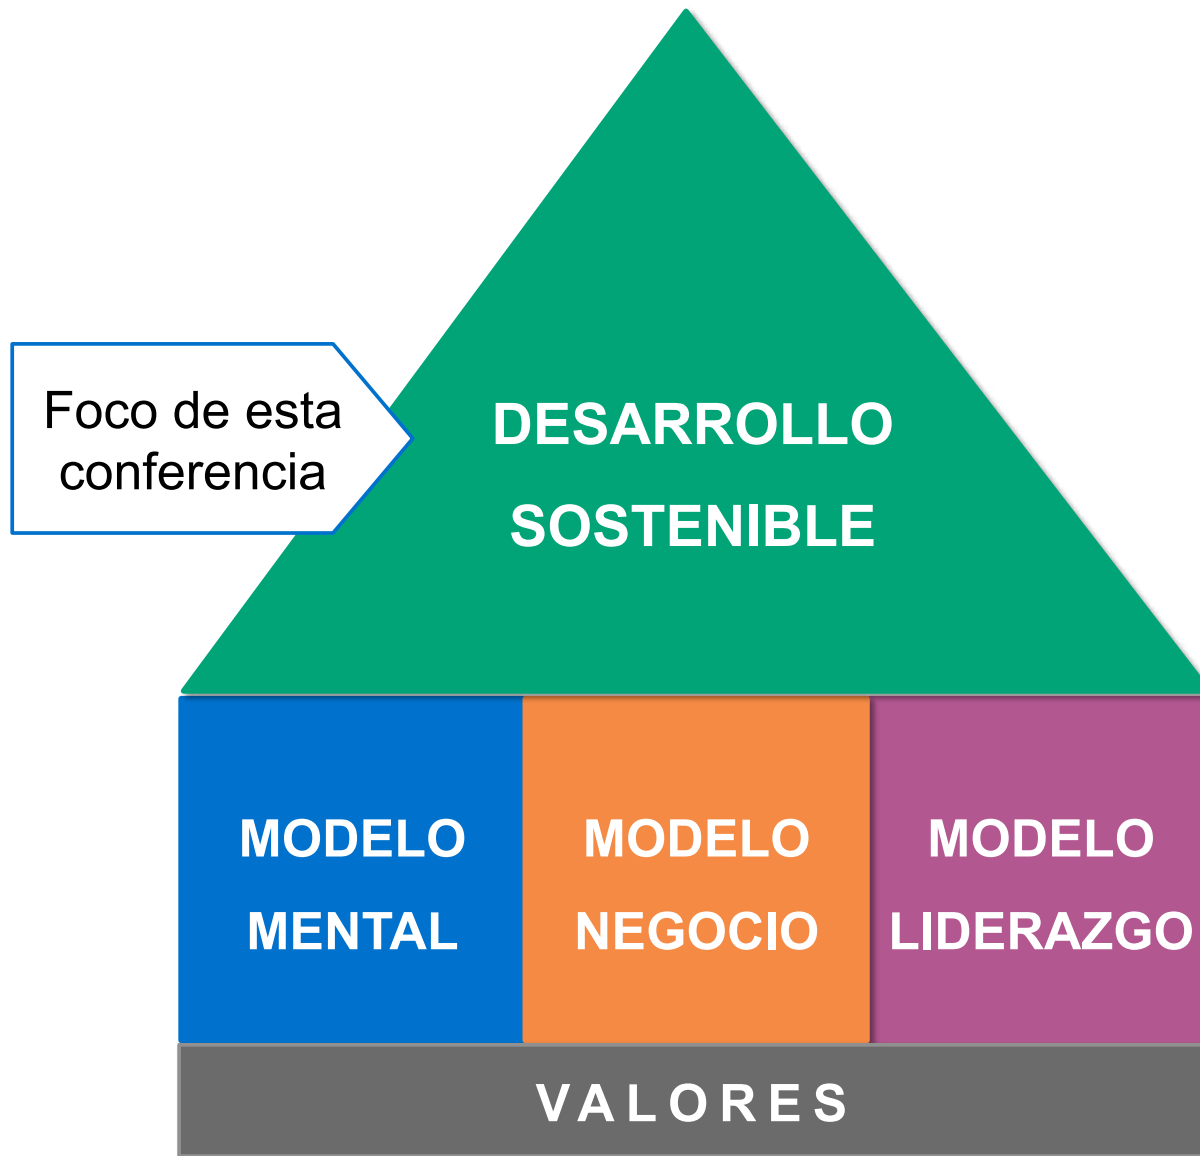 Foco de esta
conferencia
DESARROLLO
SOSTENIBLE
MODELO
MENTAL
MODELO
NEGOCIO
MODELO
LIDERAZGO
VALORES